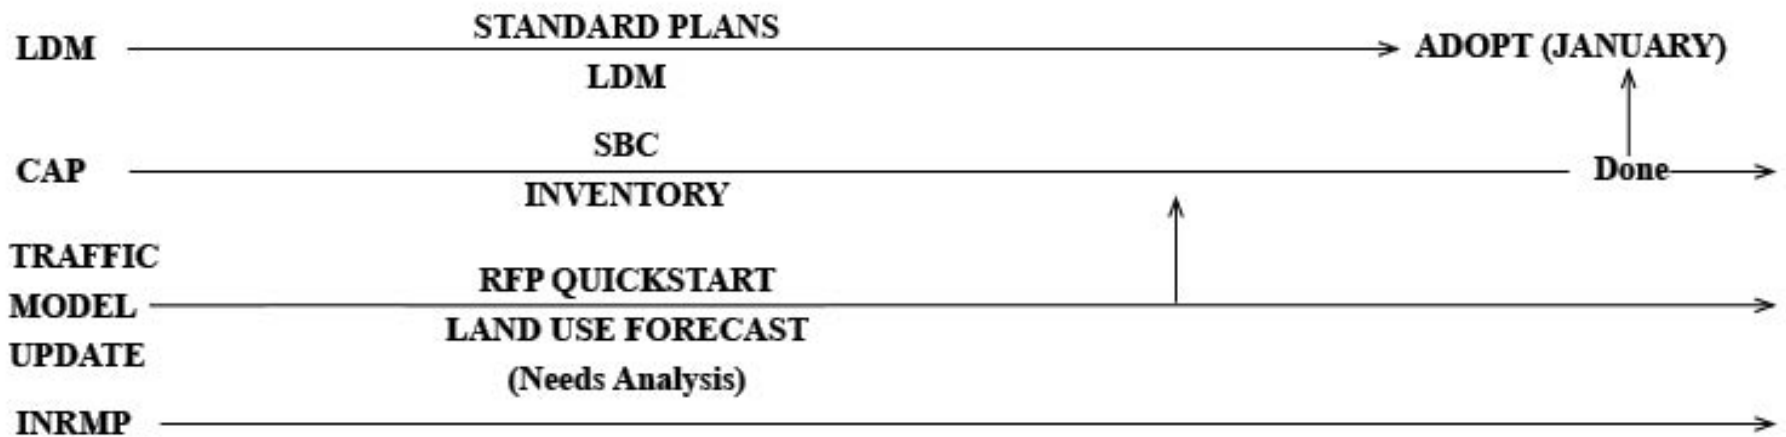 STANDARD PLANS
LDM
ADOPT (JANUARY)
LDM
SBC
CAP
Done
INVENTORY
TRAFFIC
MODEL
UPDATE
RFP QUICKSTART
LAND USE FORECAST
(Needs Analysis)
INRMP